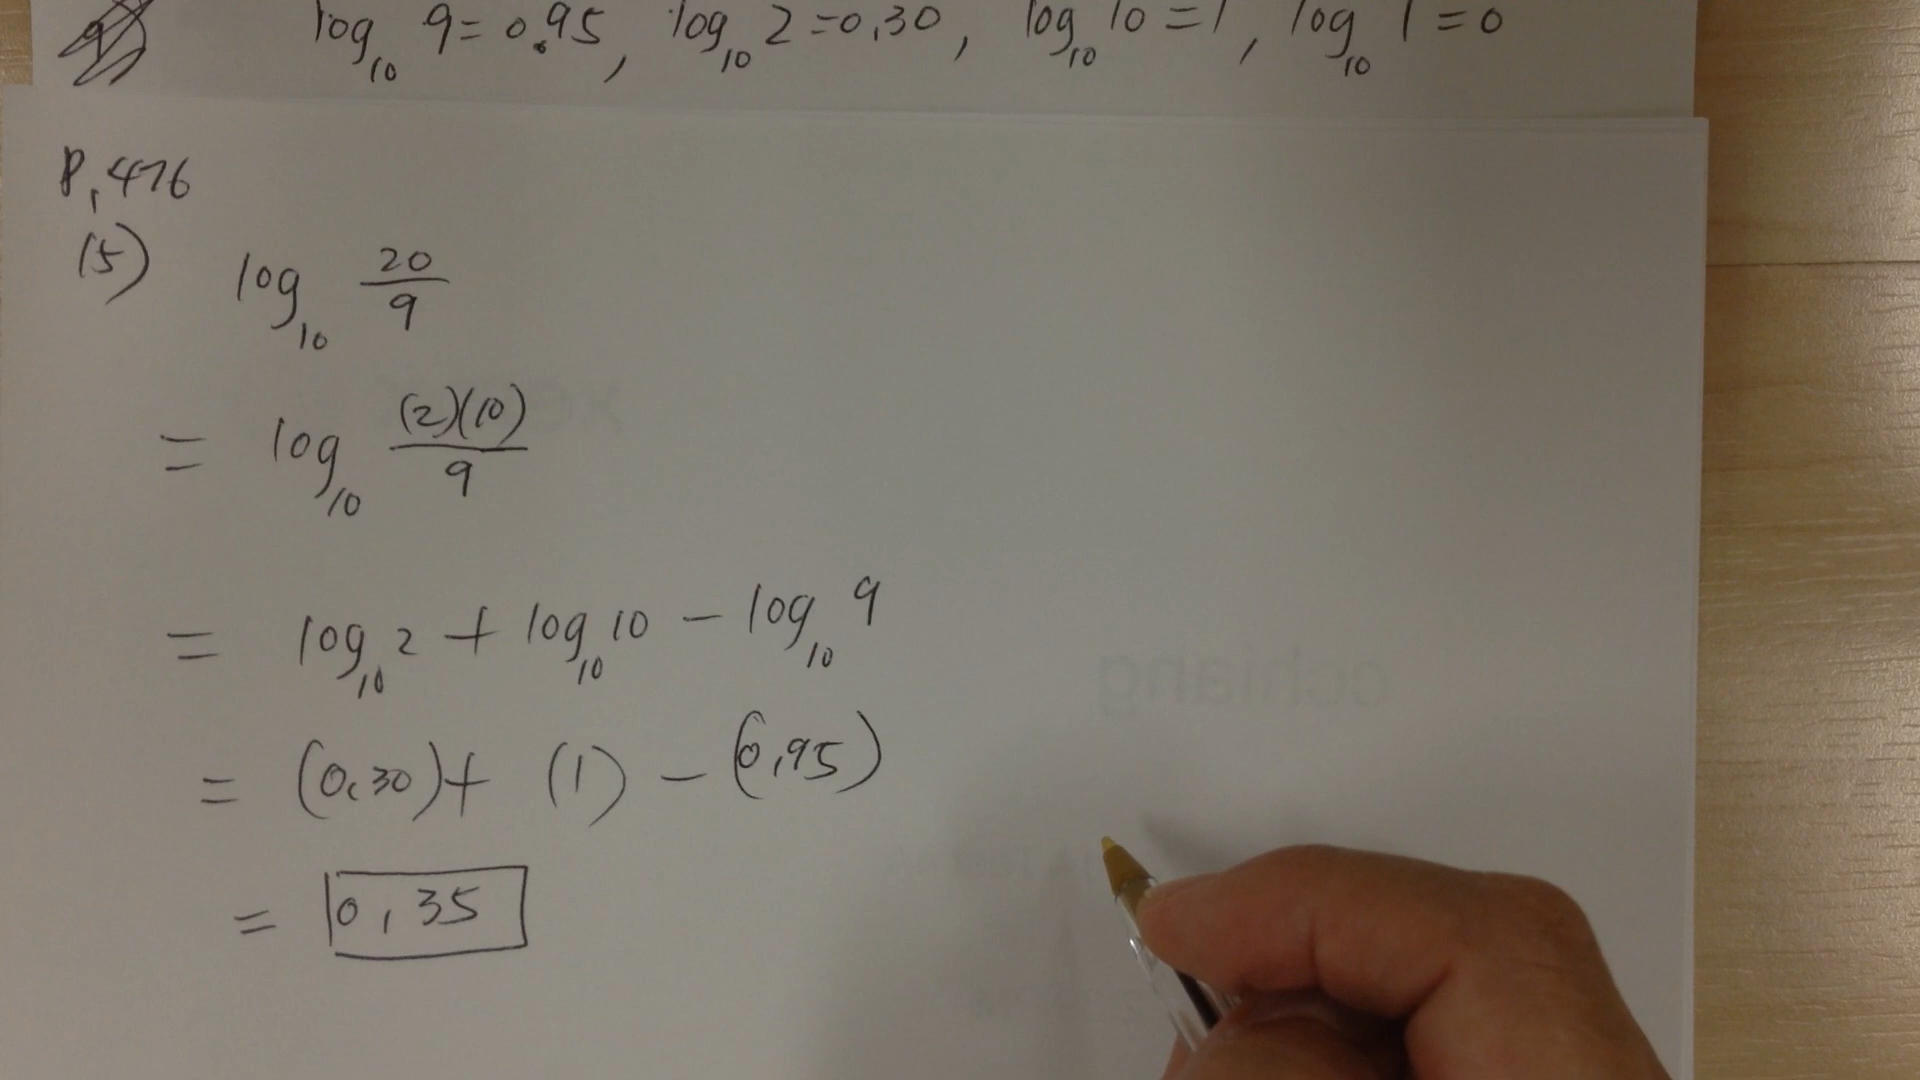 log₁₀ 9 = 0.95, log₁₀ 2 = 0.30, log₁₀ 10 = 1, log₁₀ 1 = 0
P.476
(5) log₁₀ 20/9
= log₁₀ (2)(10)/9
= log₁₀ 2 + log₁₀ 10 - log₁₀ 9
= (0.30) + (1) - (0.95)
= 0.35
cchiang